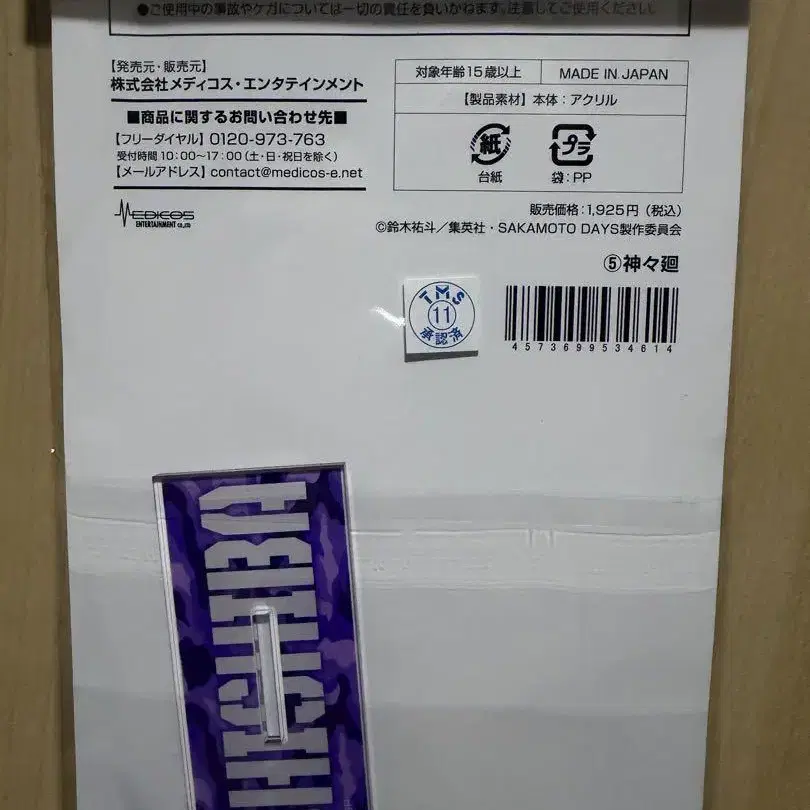 ●ご使用中の事故やケガについては一切の責任を負いかねます。注意してご使用ください。
【発売元・販売元】
株式会社メディコス・エンタテインメント
■商品に関するお問い合わせ先■
【フリーダイヤル】0120-973-763
受付時間10:00〜17:00(土・日・祝日を除く)
【メールアドレス】contact@medicos-e.net
MEDICOS
ENTERTAINMENT co.,ltd
対象年齢15歳以上
MADE IN JAPAN
【製品素材】本体:アクリル
紙
台紙
プラ
袋:PP
販売価格:1,925円(税込)
©鈴木祐斗/集英社・SAKAMOTO DAYS製作委員会
⑤神々廻
TMS
11
承認済
4573699534614